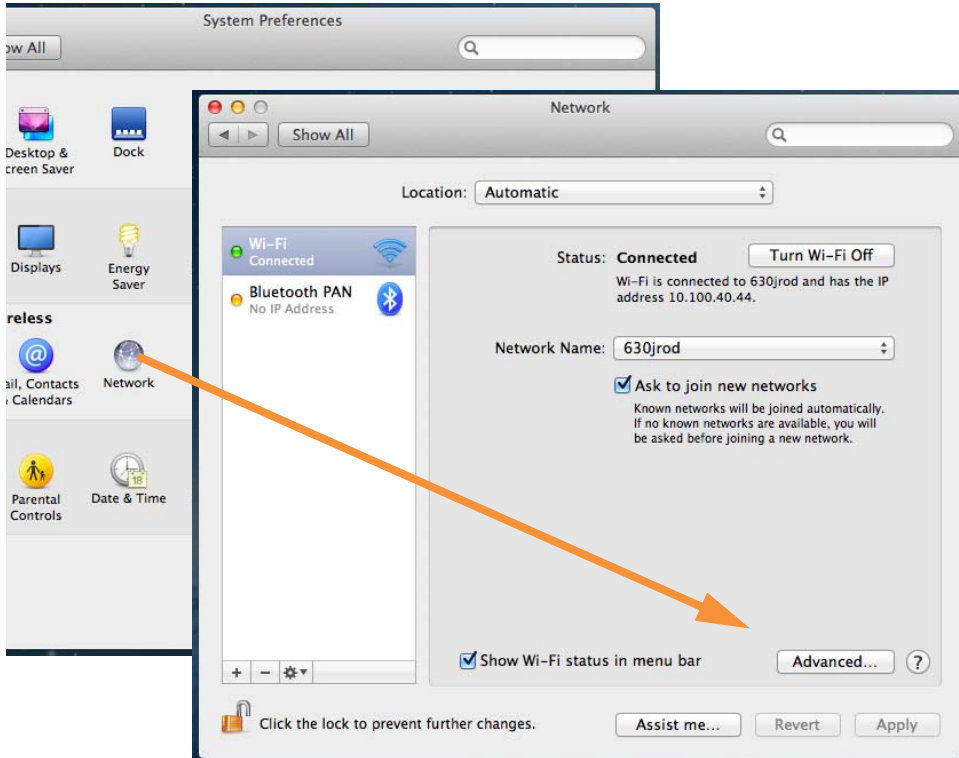 System Preferences
ow All
Desktop &
creen Saver
Dock
Displays
Energy
Saver
reless
@
ail, Contacts
Calendars
Network
18
Parental
Controls
Date & Time
Network
Show All
Location: Automatic
Wi-Fi
Connected
Bluetooth PAN
No IP Address
Status: Connected
Turn Wi-Fi Off
Wi-Fi is connected to 630jrod and has the IP
address 10.100.40.44.
Network Name: 630jrod
Ask to join new networks
Known networks will be joined automatically.
If no known networks are available, you will
be asked before joining a new network.
Show Wi-Fi status in menu bar
Advanced... ?
+ −
Click the lock to prevent further changes.
Assist me... Revert Apply